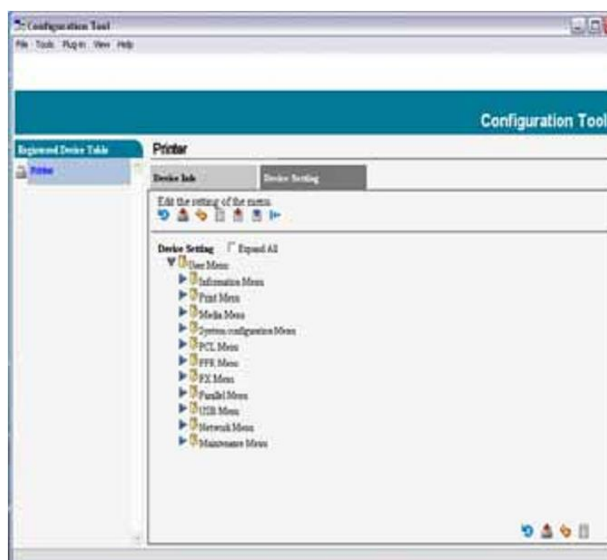 Configuration Tool
File Tools Plug-in View Help
Configuration Tool
Registered Device Table
Printer
Printer
Device Info
Device Setting
Edit the setting of the menu.
Device Setting Expand All
User Menu
Information Menu
Print Menu
Media Menu
System configuration Menu
PCL Menu
PPR Menu
FX Menu
Parallel Menu
USB Menu
Network Menu
Maintenance Menu